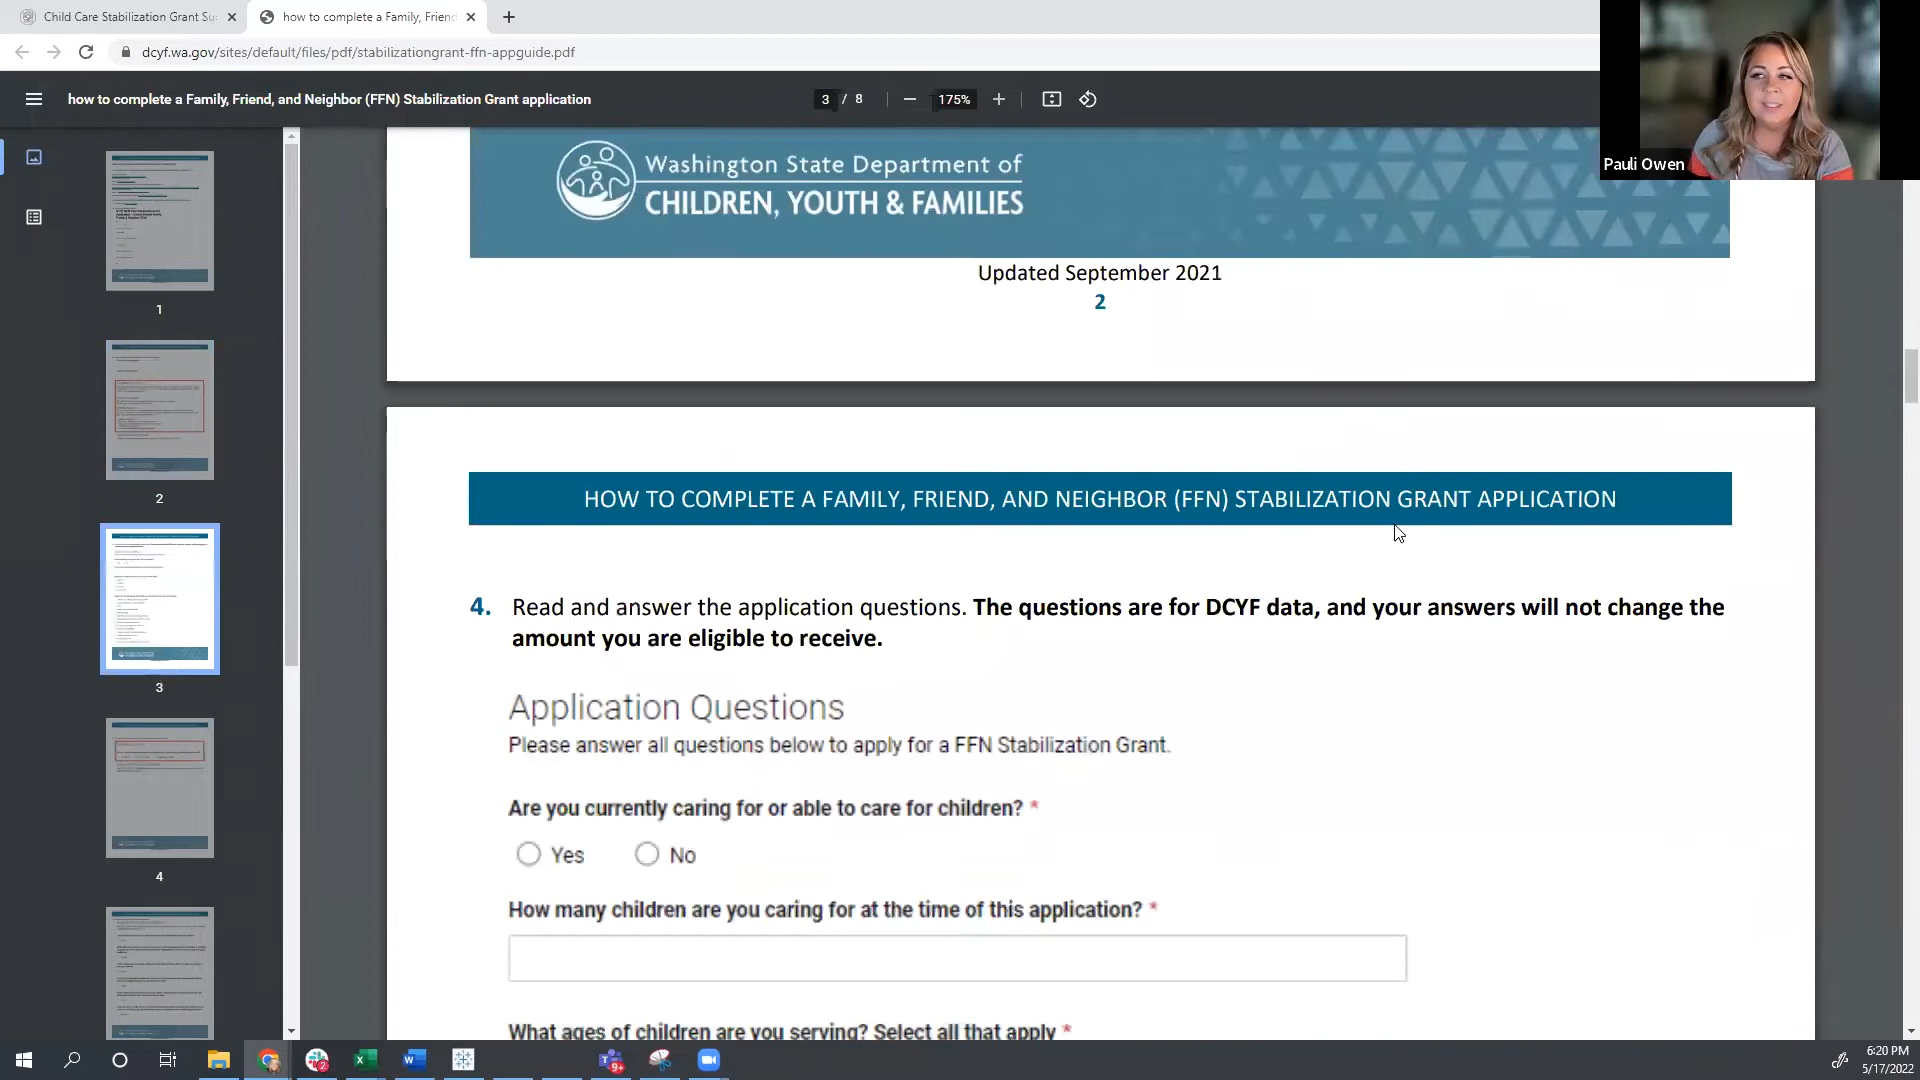 Child Care Stabilization Grant Su
how to complete a Family, Frien
dcyf.wa.gov/sites/default/files/pdf/stabilizationgrant-ffn-appguide.pdf
how to complete a Family, Friend, and Neighbor (FFN) Stabilization Grant application
3 / 8
175%
Pauli Owen
Washington State Department of
CHILDREN, YOUTH & FAMILIES
Updated September 2021
2
HOW TO COMPLETE A FAMILY, FRIEND, AND NEIGHBOR (FFN) STABILIZATION GRANT APPLICATION
4. Read and answer the application questions. The questions are for DCYF data, and your answers will not change the
amount you are eligible to receive.
Application Questions
Please answer all questions below to apply for a FFN Stabilization Grant.
Are you currently caring for or able to care for children? *
Yes No
How many children are you caring for at the time of this application? *
What ages of children are you serving? Select all that apply *
1
2
3
4
2
9+
6:20 PM
5/17/2022